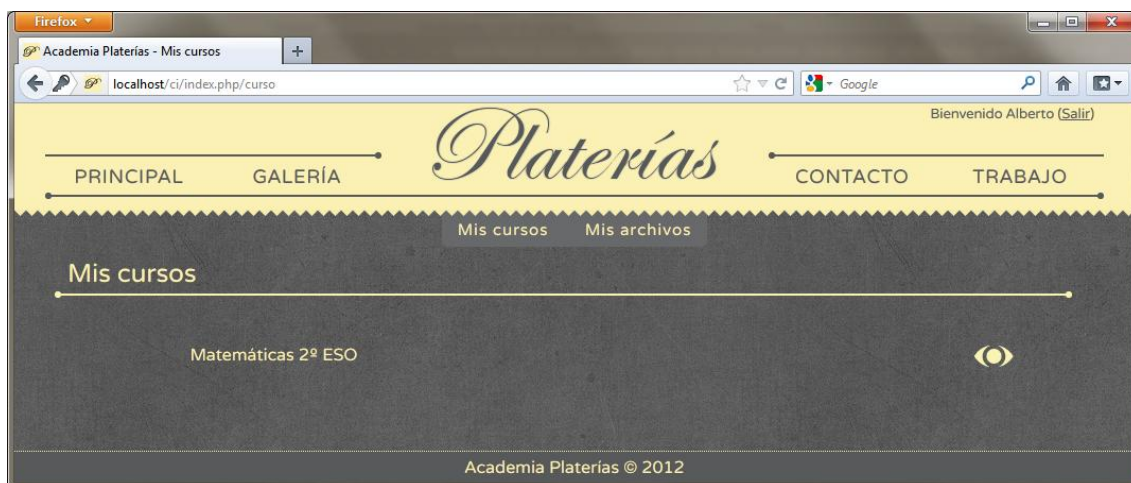 Firefox
Academia Platerías - Mis cursos
localhost/ci/index.php/curso
Google
Bienvenido Alberto (Salir)
Platerías
PRINCIPAL GALERÍA CONTACTO TRABAJO
Mis cursos Mis archivos
Mis cursos
Matemáticas 2º ESO
Academia Platerías © 2012